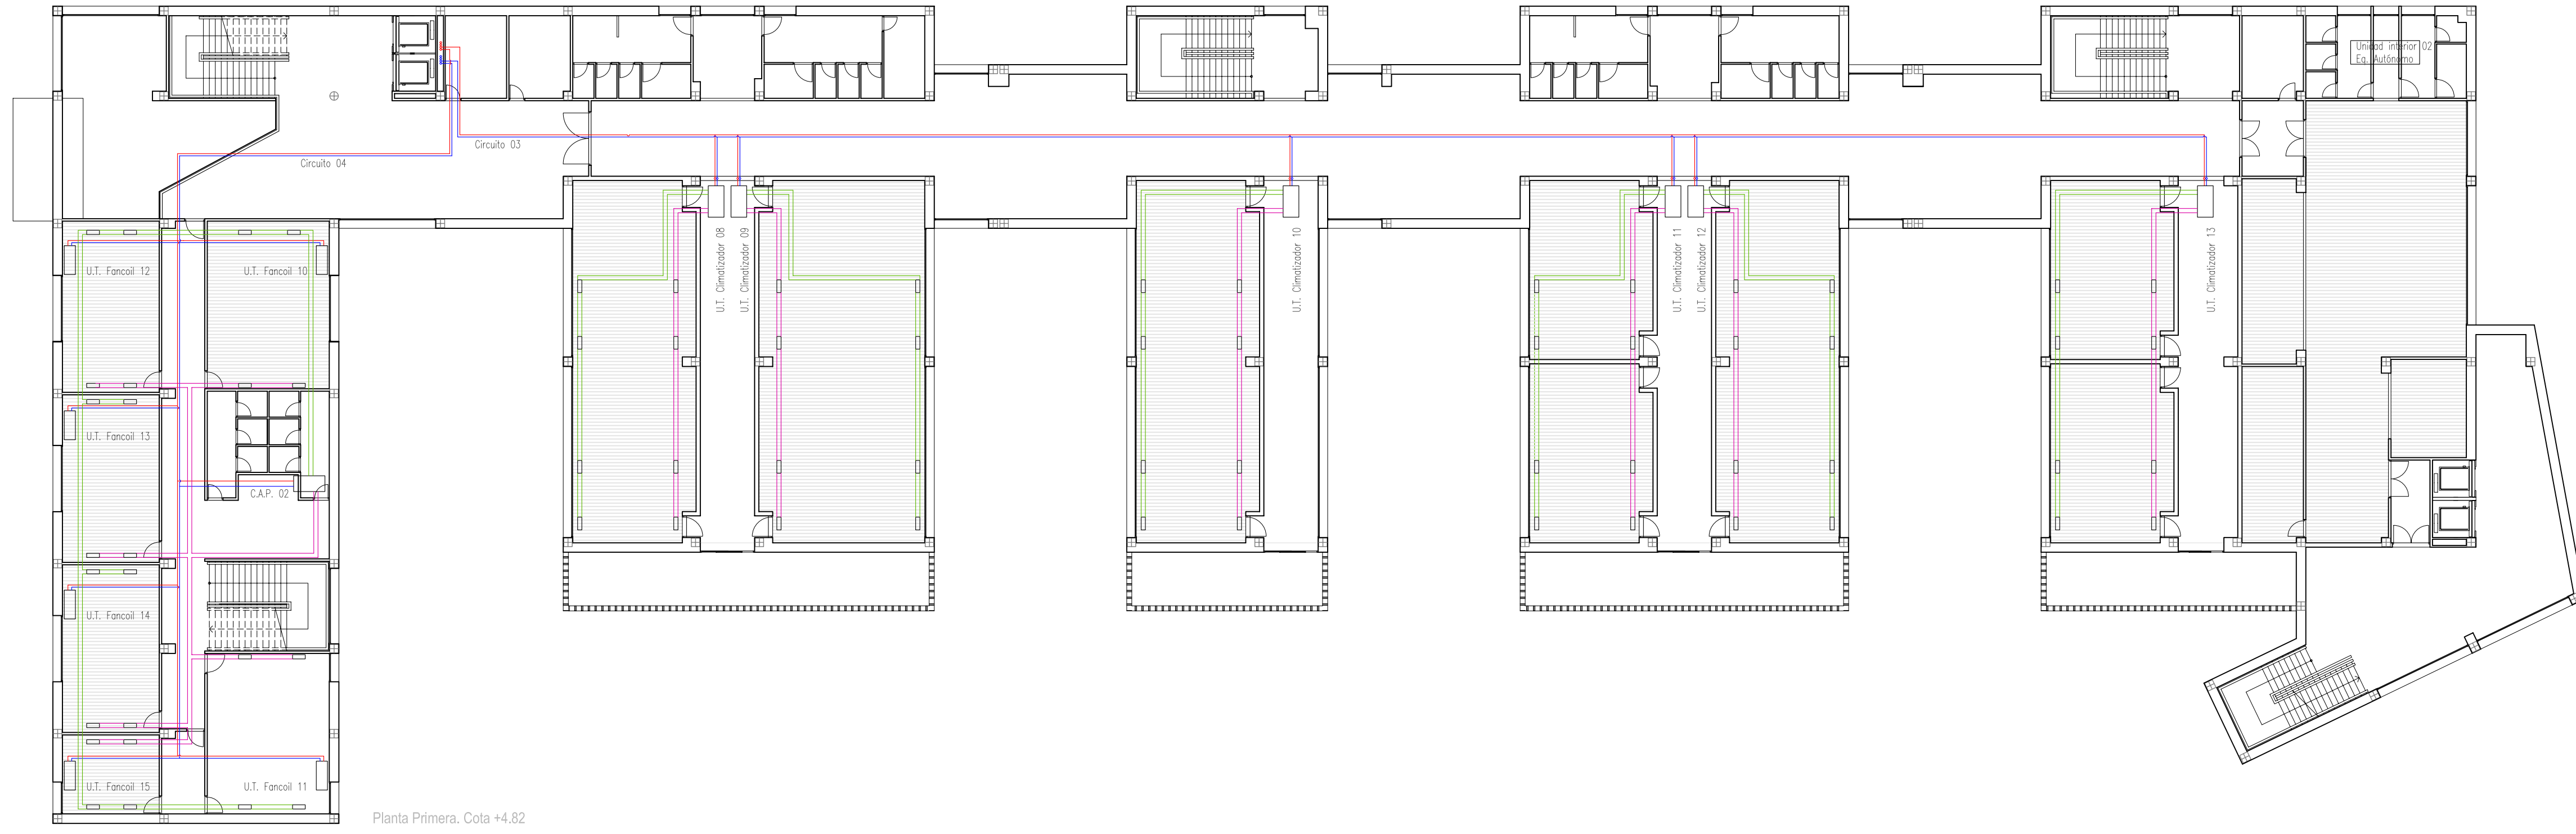 Unidad interior 02
Eq. Autónomo
Circuito 03
Circuito 04
U.T. Climatizador 08
U.T. Climatizador 09
U.T. Climatizador 10
U.T. Climatizador 11
U.T. Climatizador 12
U.T. Climatizador 13
U.T. Fancoil 12
U.T. Fancoil 10
U.T. Fancoil 13
C.A.P. 02
U.T. Fancoil 14
U.T. Fancoil 15
U.T. Fancoil 11
Planta Primera. Cota +4.82